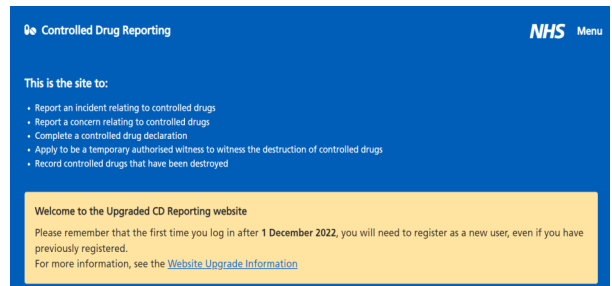 Controlled Drug Reporting
NHS Menu
This is the site to:
• Report an incident relating to controlled drugs
• Report a concern relating to controlled drugs
• Complete a controlled drug declaration
• Apply to be a temporary authorised witness to witness the destruction of controlled drugs
• Record controlled drugs that have been destroyed
Welcome to the Upgraded CD Reporting website
Please remember that the first time you log in after 1 December 2022, you will need to register as a new user, even if you have
previously registered.
For more information, see the Website Upgrade Information